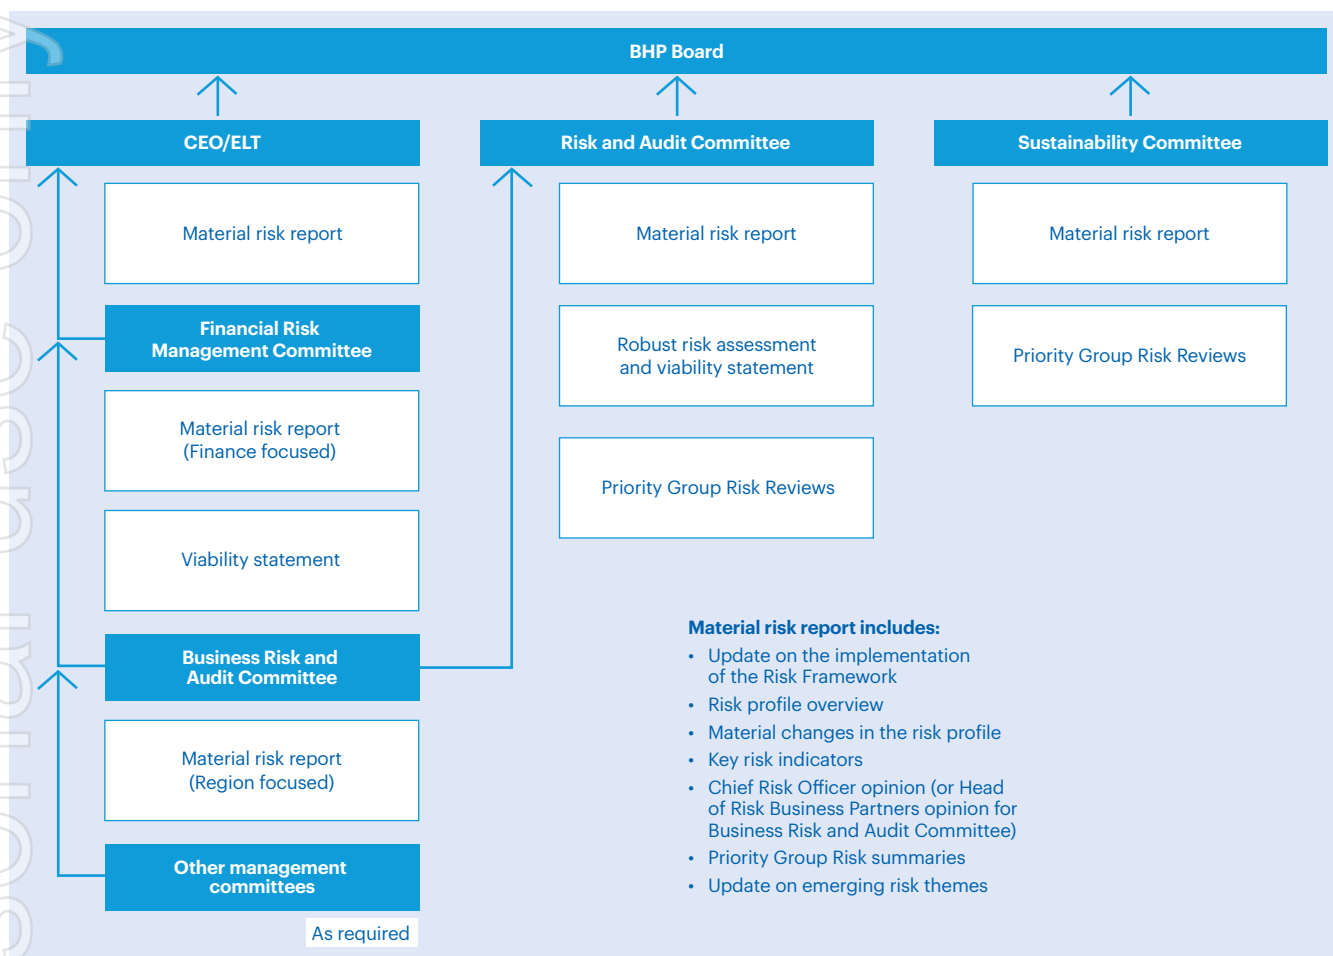 BHP Board
CEO/ELT
Material risk report
Financial Risk
Management Committee
Material risk report
(Finance focused)
Viability statement
Business Risk and
Audit Committee
Material risk report
(Region focused)
Other management
committees
As required
Risk and Audit Committee
Material risk report
Robust risk assessment
and viability statement
Priority Group Risk Reviews
Sustainability Committee
Material risk report
Priority Group Risk Reviews
Material risk report includes:
• Update on the implementation
of the Risk Framework
• Risk profile overview
• Material changes in the risk profile
• Key risk indicators
• Chief Risk Officer opinion (or Head
of Risk Business Partners opinion for
Business Risk and Audit Committee)
• Priority Group Risk summaries
• Update on emerging risk themes